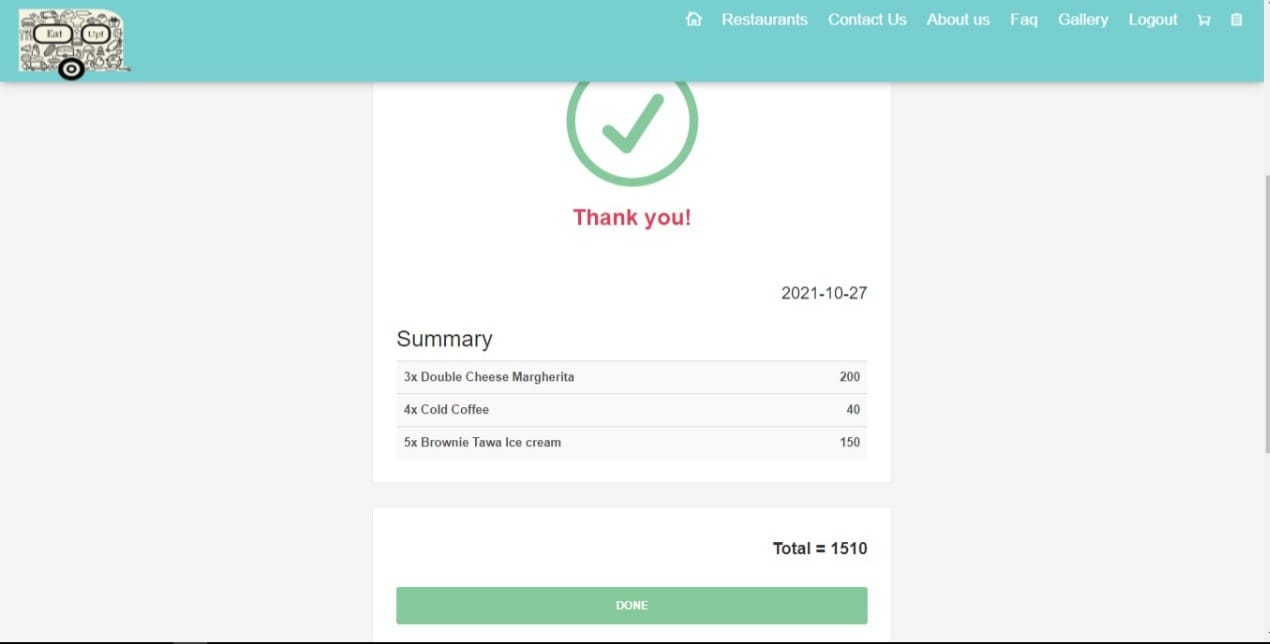 Eat Up!
Restaurants Contact Us About us Faq Gallery Logout
Thank you!
2021-10-27
Summary
3x Double Cheese Margherita 200
4x Cold Coffee 40
5x Brownie Tawa Ice cream 150
Total = 1510
DONE